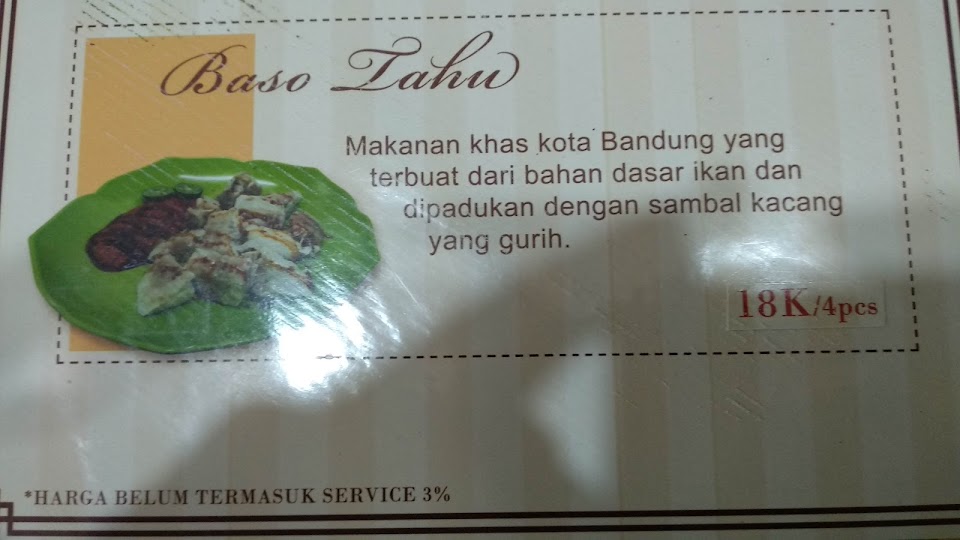 Baso Tahu
Makanan khas kota Bandung yang
terbuat dari bahan dasar ikan dan
dipadukan dengan sambal kacang
yang gurih.
18K/4pcs
*HARGA BELUM TERMASUK SERVICE 3%